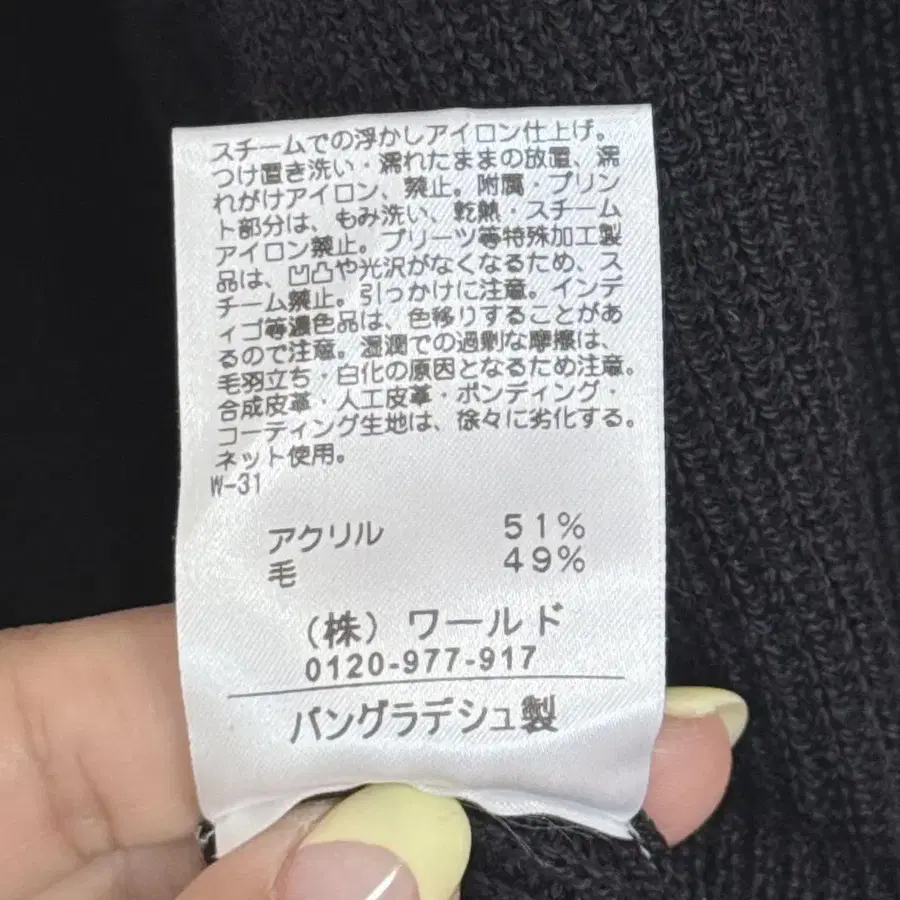 スチームでの浮かしアイロン仕上げ。
つけ置き洗い・濡れたままの放置、濡
れがけアイロン、禁止。附属・プリン
ト部分は、もみ洗い、乾熱・スチーム
アイロン禁止。プリーツ等特殊加工製
品は、凹凸や光沢がなくなるため、ス
チーム禁止。引っかけに注意。インデ
ィゴ等濃色品は、色移りすることがあ
るので注意。湿潤での過剰な摩擦は、
毛羽立ち・白化の原因となるため注意。
合成皮革・人工皮革・ボンディング・
コーティング生地は、徐々に劣化する。
ネット使用。
W-31
アクリル 51%
毛 49%
(株) ワールド
0120-977-917
バングラデシュ製